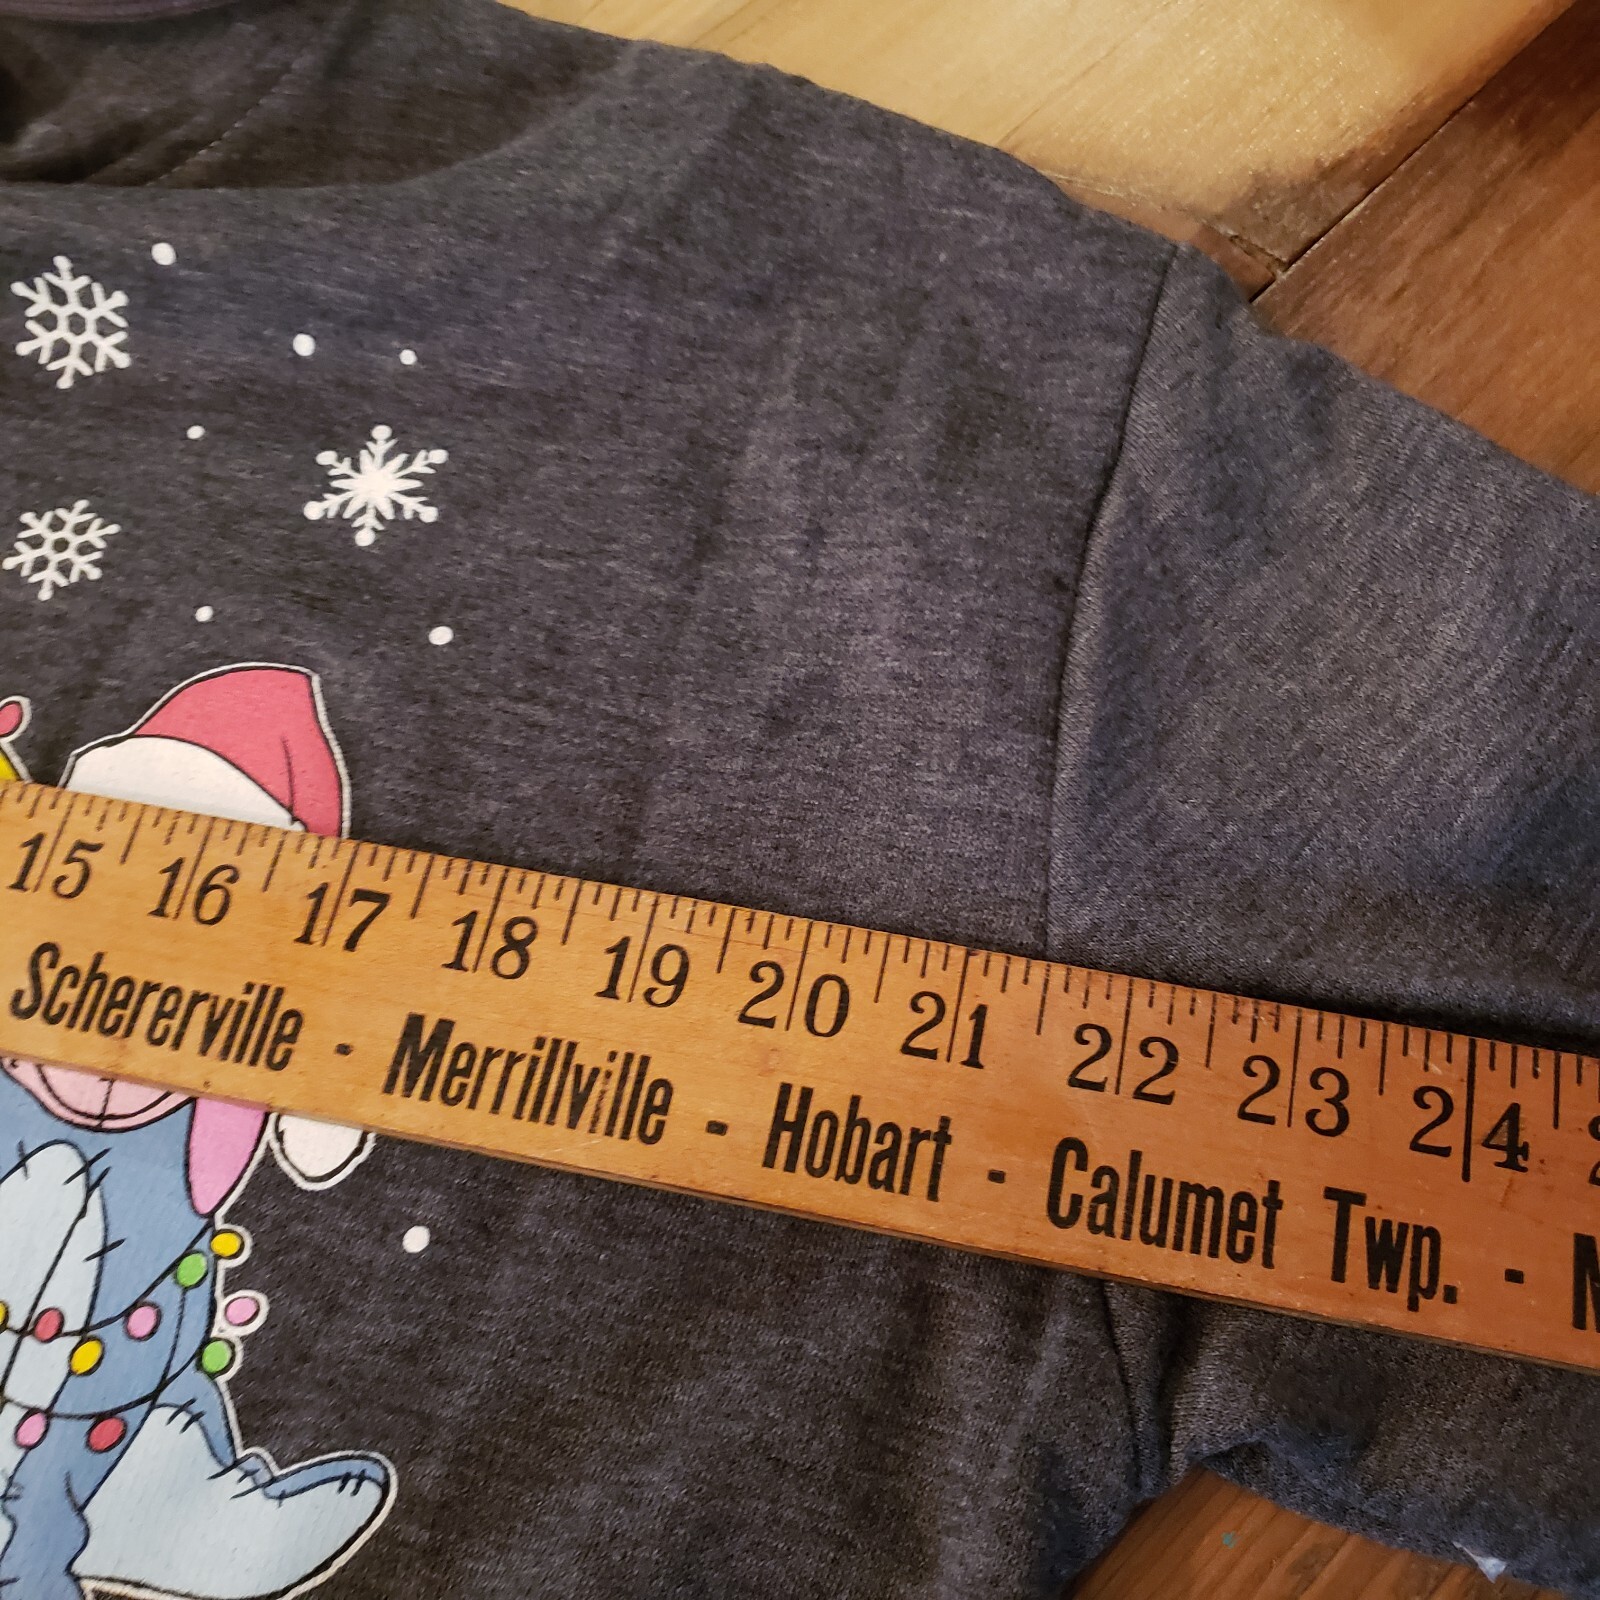 15 16 17 18 19 20 21 22 23 24
Schererville - Merrillville - Hobart - Calumet Twp. -